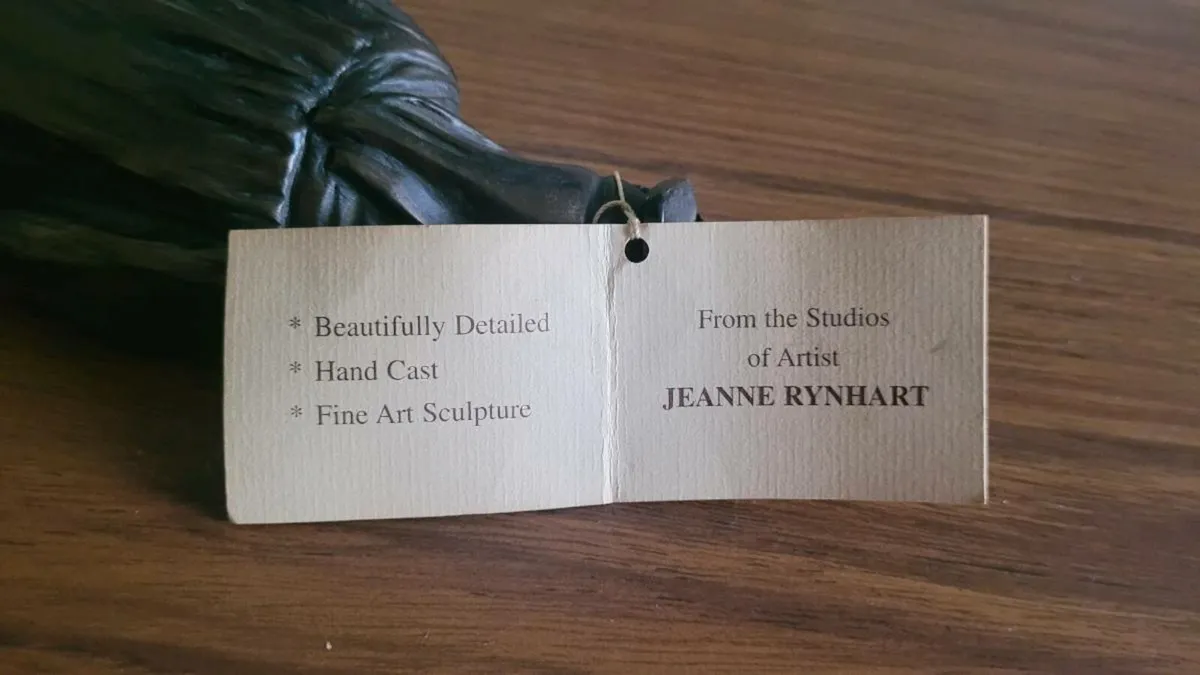 * Beautifully Detailed
* Hand Cast
* Fine Art Sculpture
From the Studios
of Artist
JEANNE RYNHART